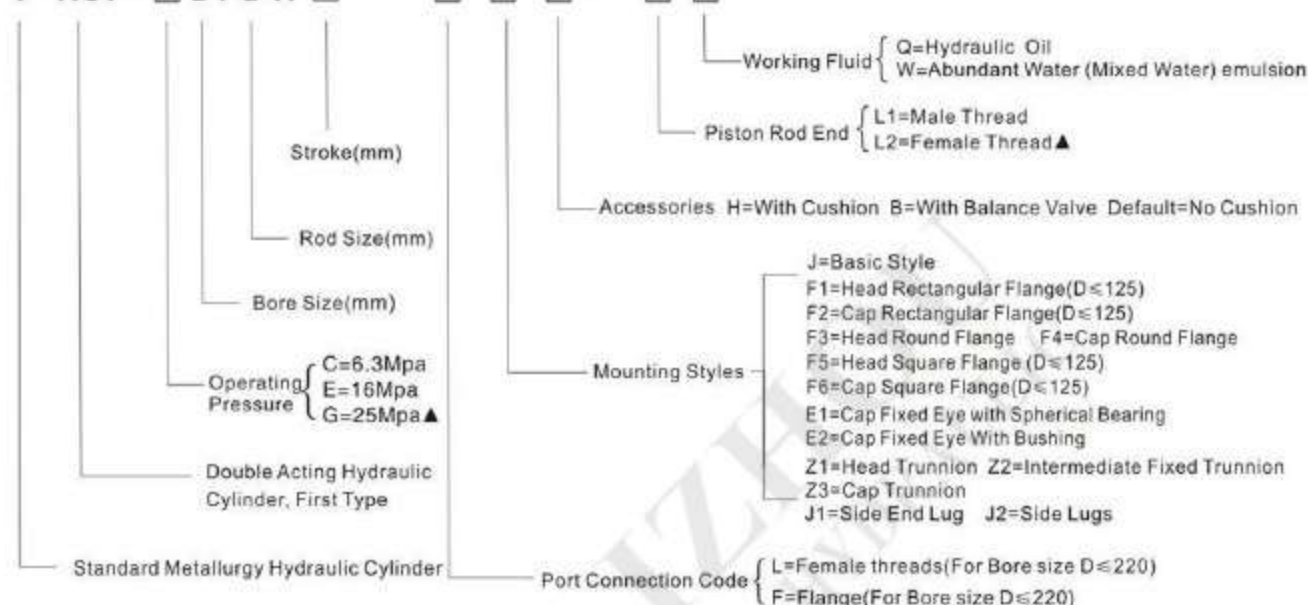 Working Fluid { Q=Hydraulic Oil
W=Abundant Water (Mixed Water) emulsion
Piston Rod End { L1=Male Thread
L2=Female Thread▲
Stroke(mm)
Accessories H=With Cushion B=With Balance Valve Default=No Cushion
Rod Size(mm)
Bore Size(mm)
Operating Pressure { C=6.3Mpa
E=16Mpa
G=25Mpa▲
Mounting Styles
J=Basic Style
F1=Head Rectangular Flange(D≤125)
F2=Cap Rectangular Flange(D≤125)
F3=Head Round Flange F4=Cap Round Flange
F5=Head Square Flange (D≤125)
F6=Cap Square Flange(D≤125)
E1=Cap Fixed Eye with Spherical Bearing
E2=Cap Fixed Eye With Bushing
Z1=Head Trunnion Z2=Intermediate Fixed Trunnion
Z3=Cap Trunnion
J1=Side End Lug J2=Side Lugs
Double Acting Hydraulic
Cylinder, First Type
Standard Metallurgy Hydraulic Cylinder
Port Connection Code { L=Female threads(For Bore size D≤220)
F=Flange(For Bore size D≤220)